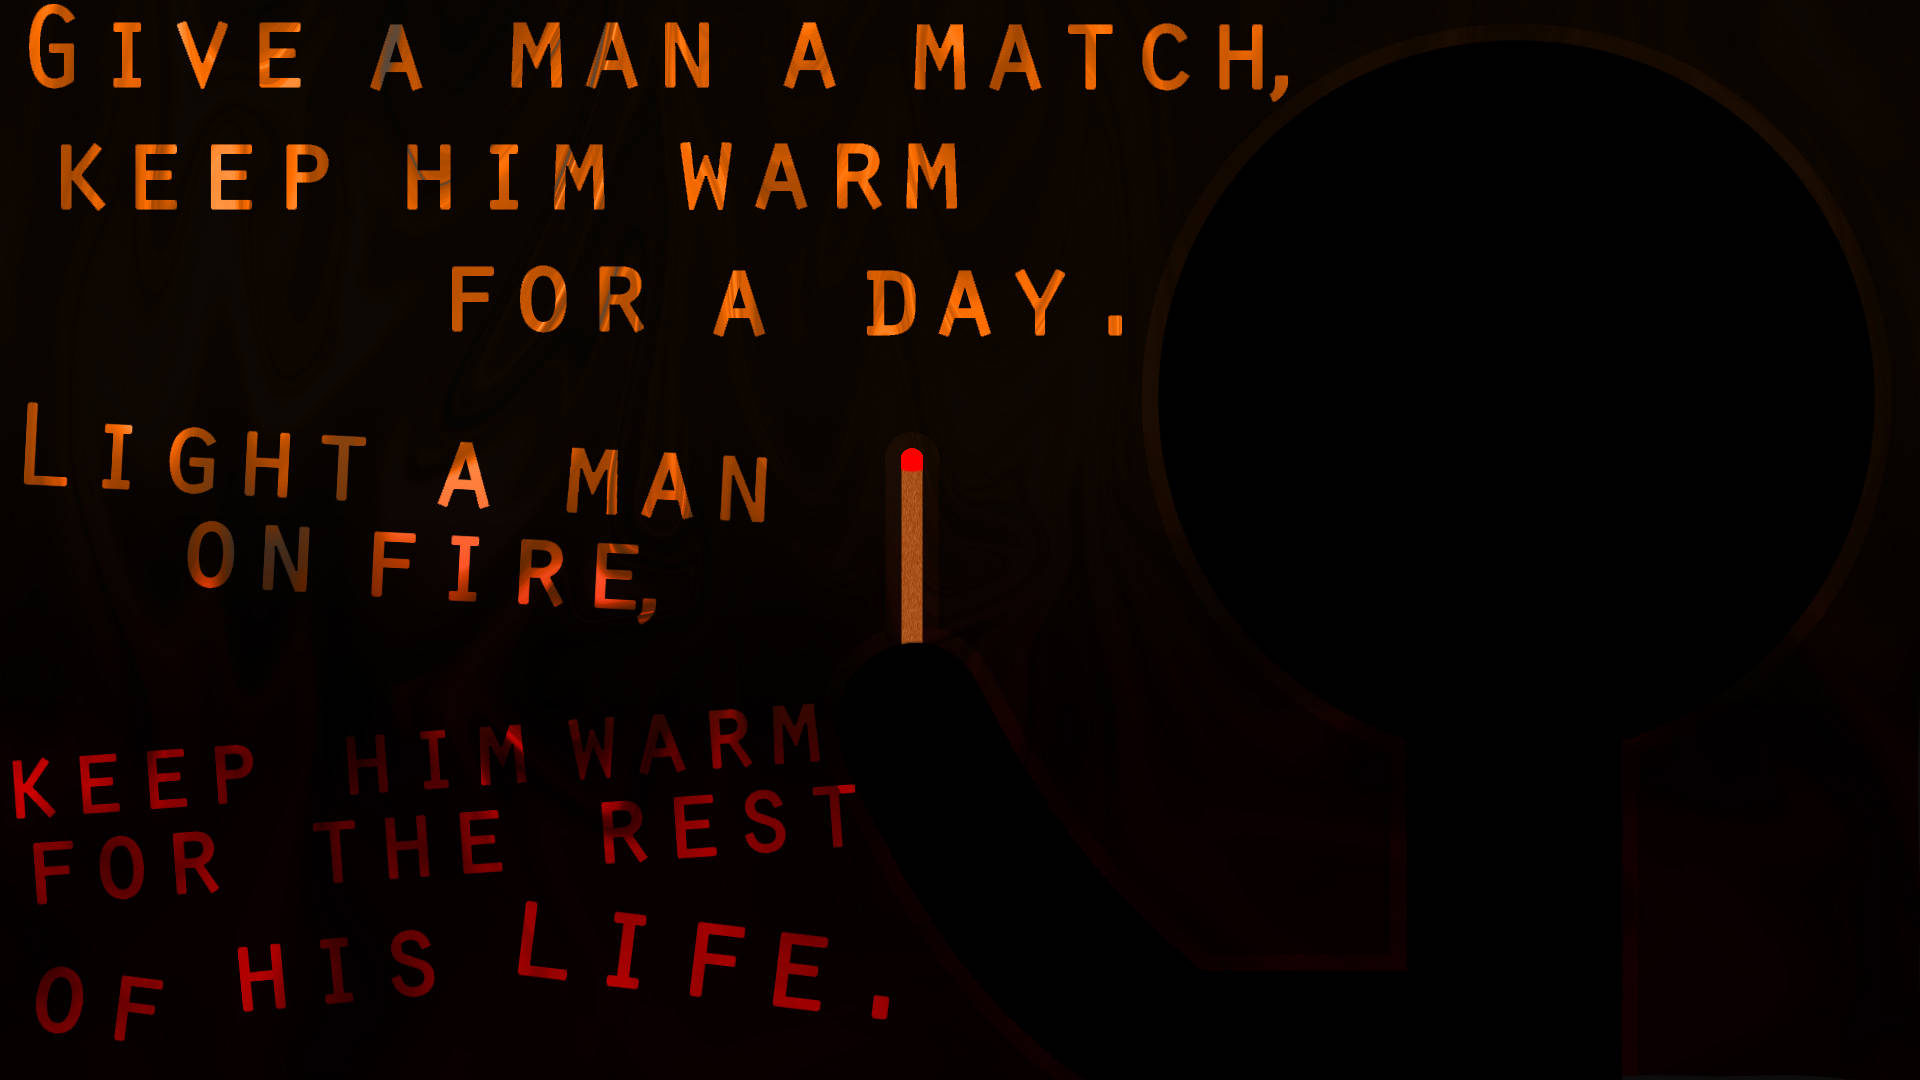 GIVE A MAN A MATCH,
KEEP HIM WARM
FOR A DAY.
LIGHT A MAN
ON FIRE,
KEEP HIM WARM
FOR THE REST
OF HIS LIFE.